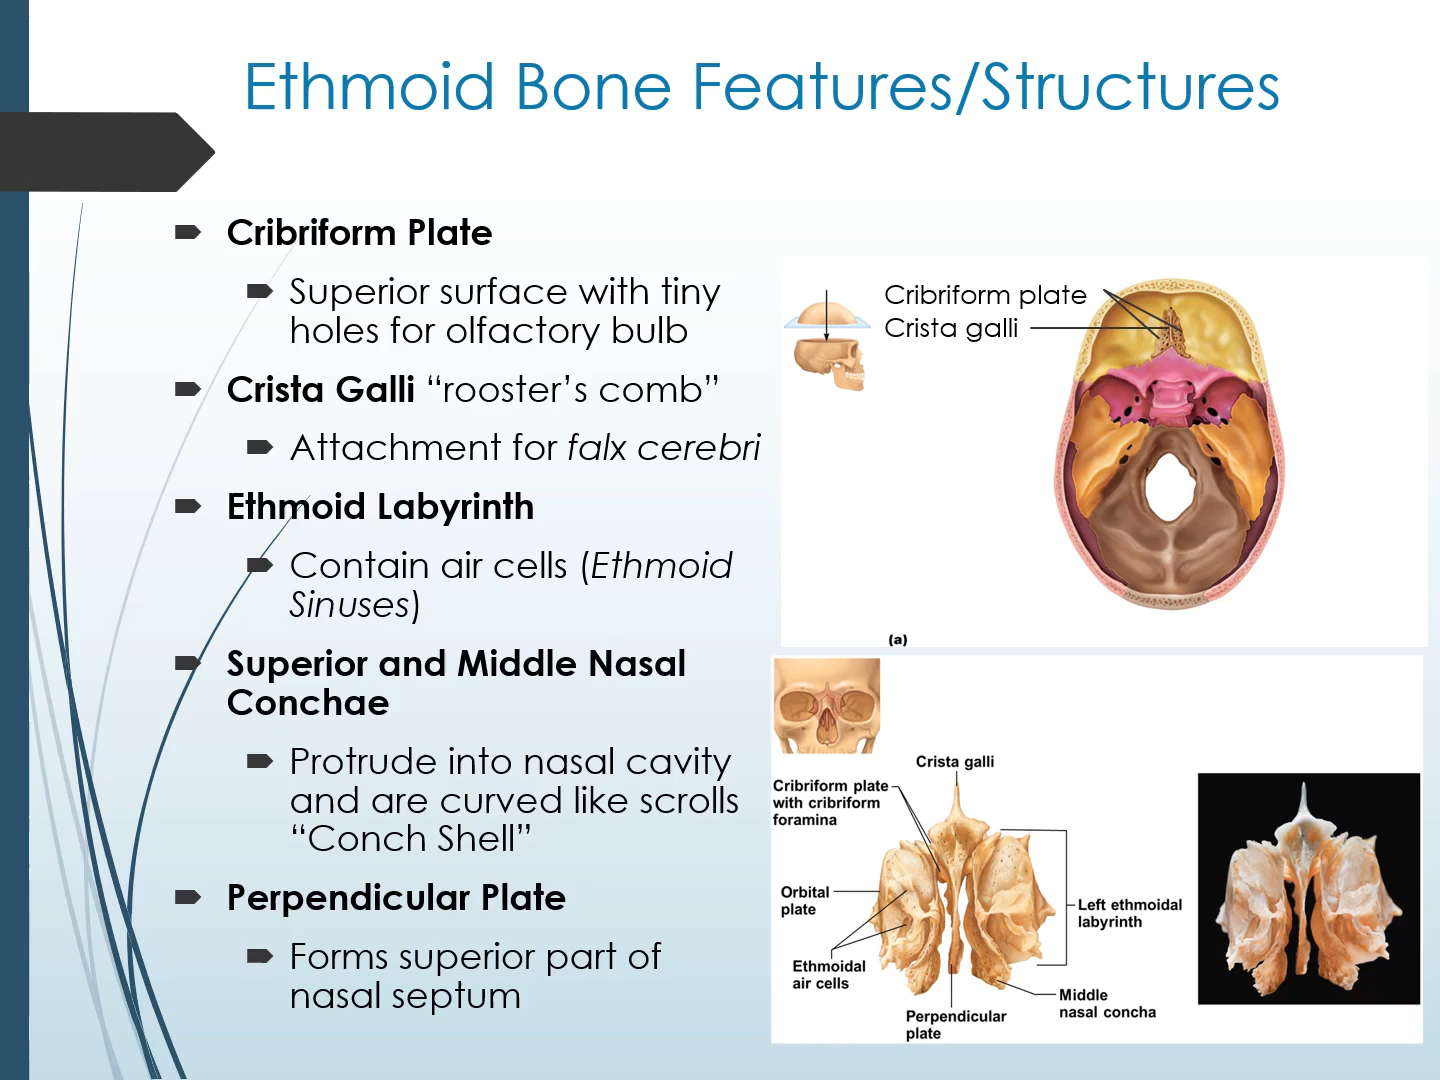 Ethmoid Bone Features/Structures
Cribriform Plate
Superior surface with tiny
holes for olfactory bulb
Crista Galli “rooster’s comb”
Attachment for falx cerebri
Ethmoid Labyrinth
Contain air cells (Ethmoid
Sinuses)
Superior and Middle Nasal
Conchae
Protrude into nasal cavity
and are curved like scrolls
“Conch Shell”
Perpendicular Plate
Forms superior part of
nasal septum
Cribriform plate
Crista galli
(a)
Crista galli
Cribriform plate
with cribriform
foramina
Orbital
plate
Ethmoidal
air cells
Perpendicular
plate
Left ethmoidal
labyrinth
Middle
nasal concha